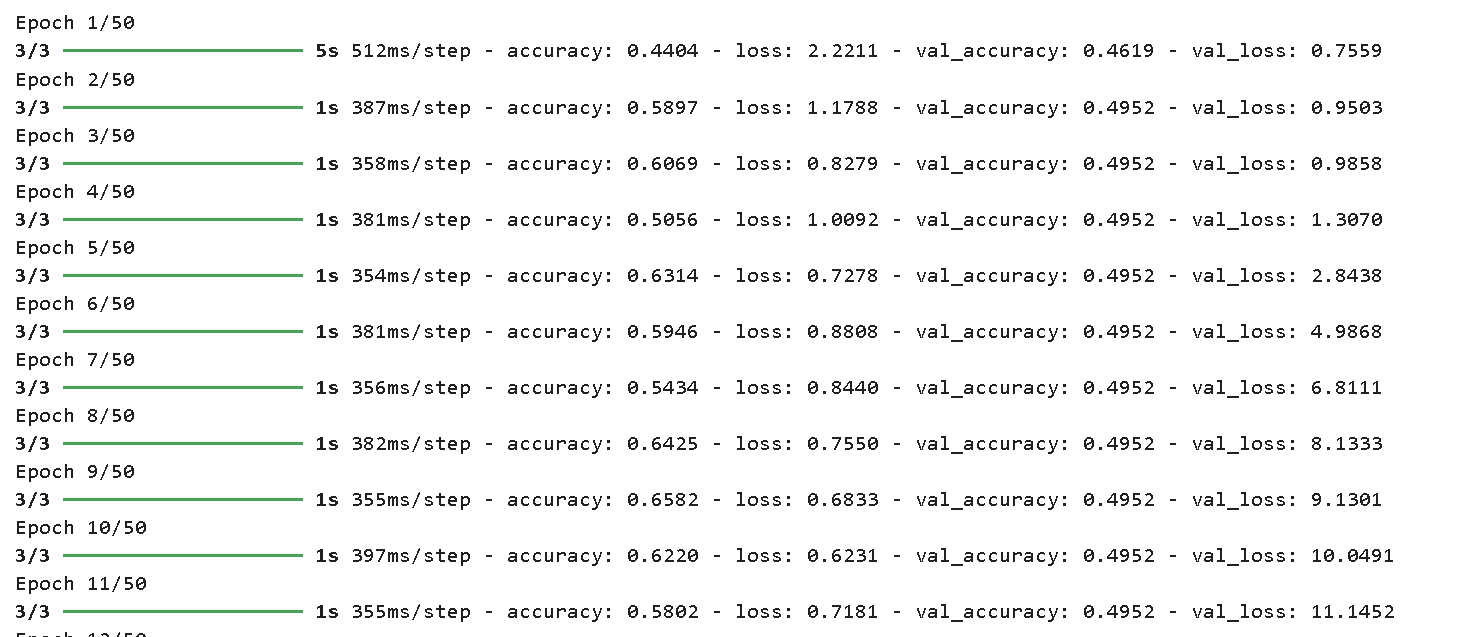 Epoch 1/50
3/3 5s 512ms/step - accuracy: 0.4404 - loss: 2.2211 - val_accuracy: 0.4619 - val_loss: 0.7559
Epoch 2/50
3/3 1s 387ms/step - accuracy: 0.5897 - loss: 1.1788 - val_accuracy: 0.4952 - val_loss: 0.9503
Epoch 3/50
3/3 1s 358ms/step - accuracy: 0.6069 - loss: 0.8279 - val_accuracy: 0.4952 - val_loss: 0.9858
Epoch 4/50
3/3 1s 381ms/step - accuracy: 0.5056 - loss: 1.0092 - val_accuracy: 0.4952 - val_loss: 1.3070
Epoch 5/50
3/3 1s 354ms/step - accuracy: 0.6314 - loss: 0.7278 - val_accuracy: 0.4952 - val_loss: 2.8438
Epoch 6/50
3/3 1s 381ms/step - accuracy: 0.5946 - loss: 0.8808 - val_accuracy: 0.4952 - val_loss: 4.9868
Epoch 7/50
3/3 1s 356ms/step - accuracy: 0.5434 - loss: 0.8440 - val_accuracy: 0.4952 - val_loss: 6.8111
Epoch 8/50
3/3 1s 382ms/step - accuracy: 0.6425 - loss: 0.7550 - val_accuracy: 0.4952 - val_loss: 8.1333
Epoch 9/50
3/3 1s 355ms/step - accuracy: 0.6582 - loss: 0.6833 - val_accuracy: 0.4952 - val_loss: 9.1301
Epoch 10/50
3/3 1s 397ms/step - accuracy: 0.6220 - loss: 0.6231 - val_accuracy: 0.4952 - val_loss: 10.0491
Epoch 11/50
3/3 1s 355ms/step - accuracy: 0.5802 - loss: 0.7181 - val_accuracy: 0.4952 - val_loss: 11.1452